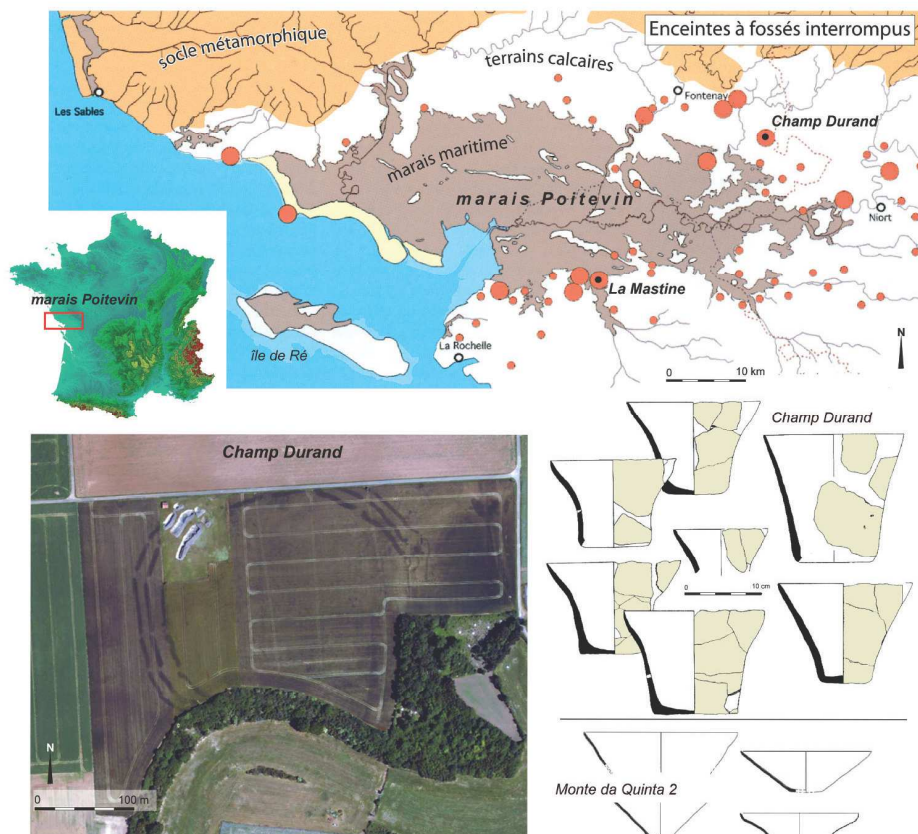 Enceintes à fossés interrompus
socle métamorphique
terrains calcaires
Les Sables
Fontenay
Champ Durand
marais maritime
marais Poitevin
Niort
La Mastine
île de Ré
La Rochelle
N
0 10 km
marais Poitevin
Champ Durand
N
0 100 m
Champ Durand
0 10 cm
Monte da Quinta 2